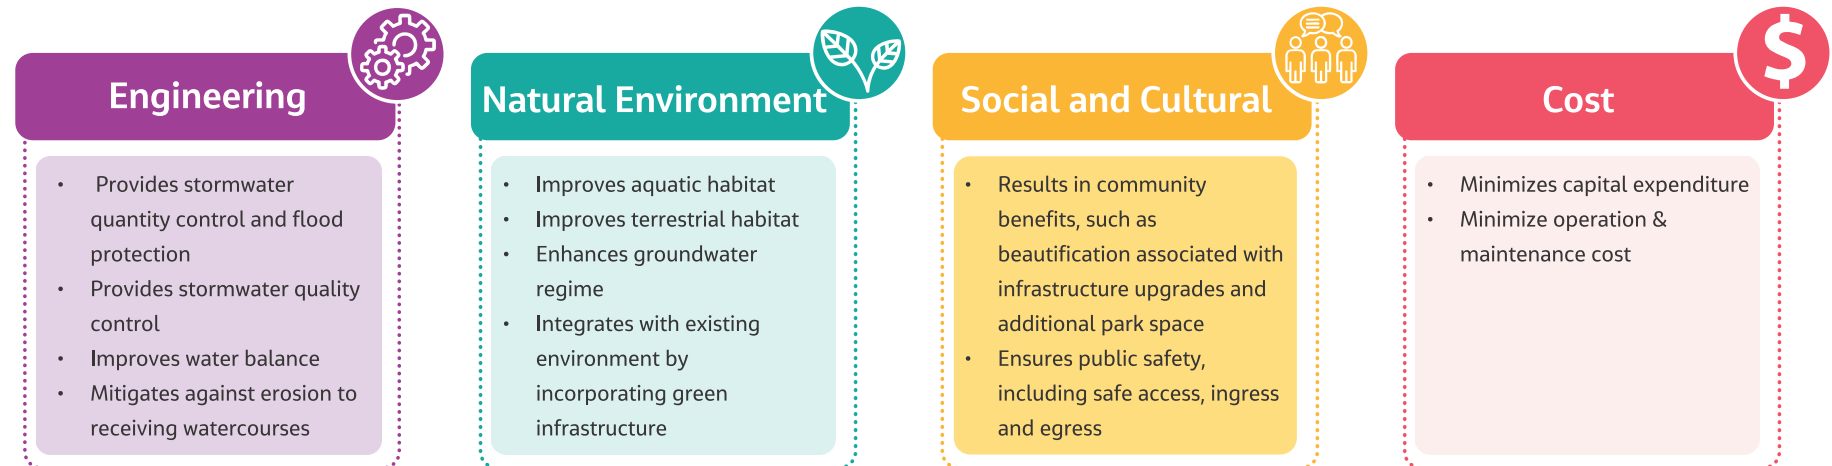 Engineering
• Provides stormwater
quantity control and flood
protection
• Provides stormwater quality
control
• Improves water balance
• Mitigates against erosion to
receiving watercourses
Natural Environment
• Improves aquatic habitat
• Improves terrestrial habitat
• Enhances groundwater
regime
• Integrates with existing
environment by
incorporating green
infrastructure
Social and Cultural
• Results in community
benefits, such as
beautification associated with
infrastructure upgrades and
additional park space
• Ensures public safety,
including safe access, ingress
and egress
$
Cost
• Minimizes capital expenditure
• Minimize operation &
maintenance cost